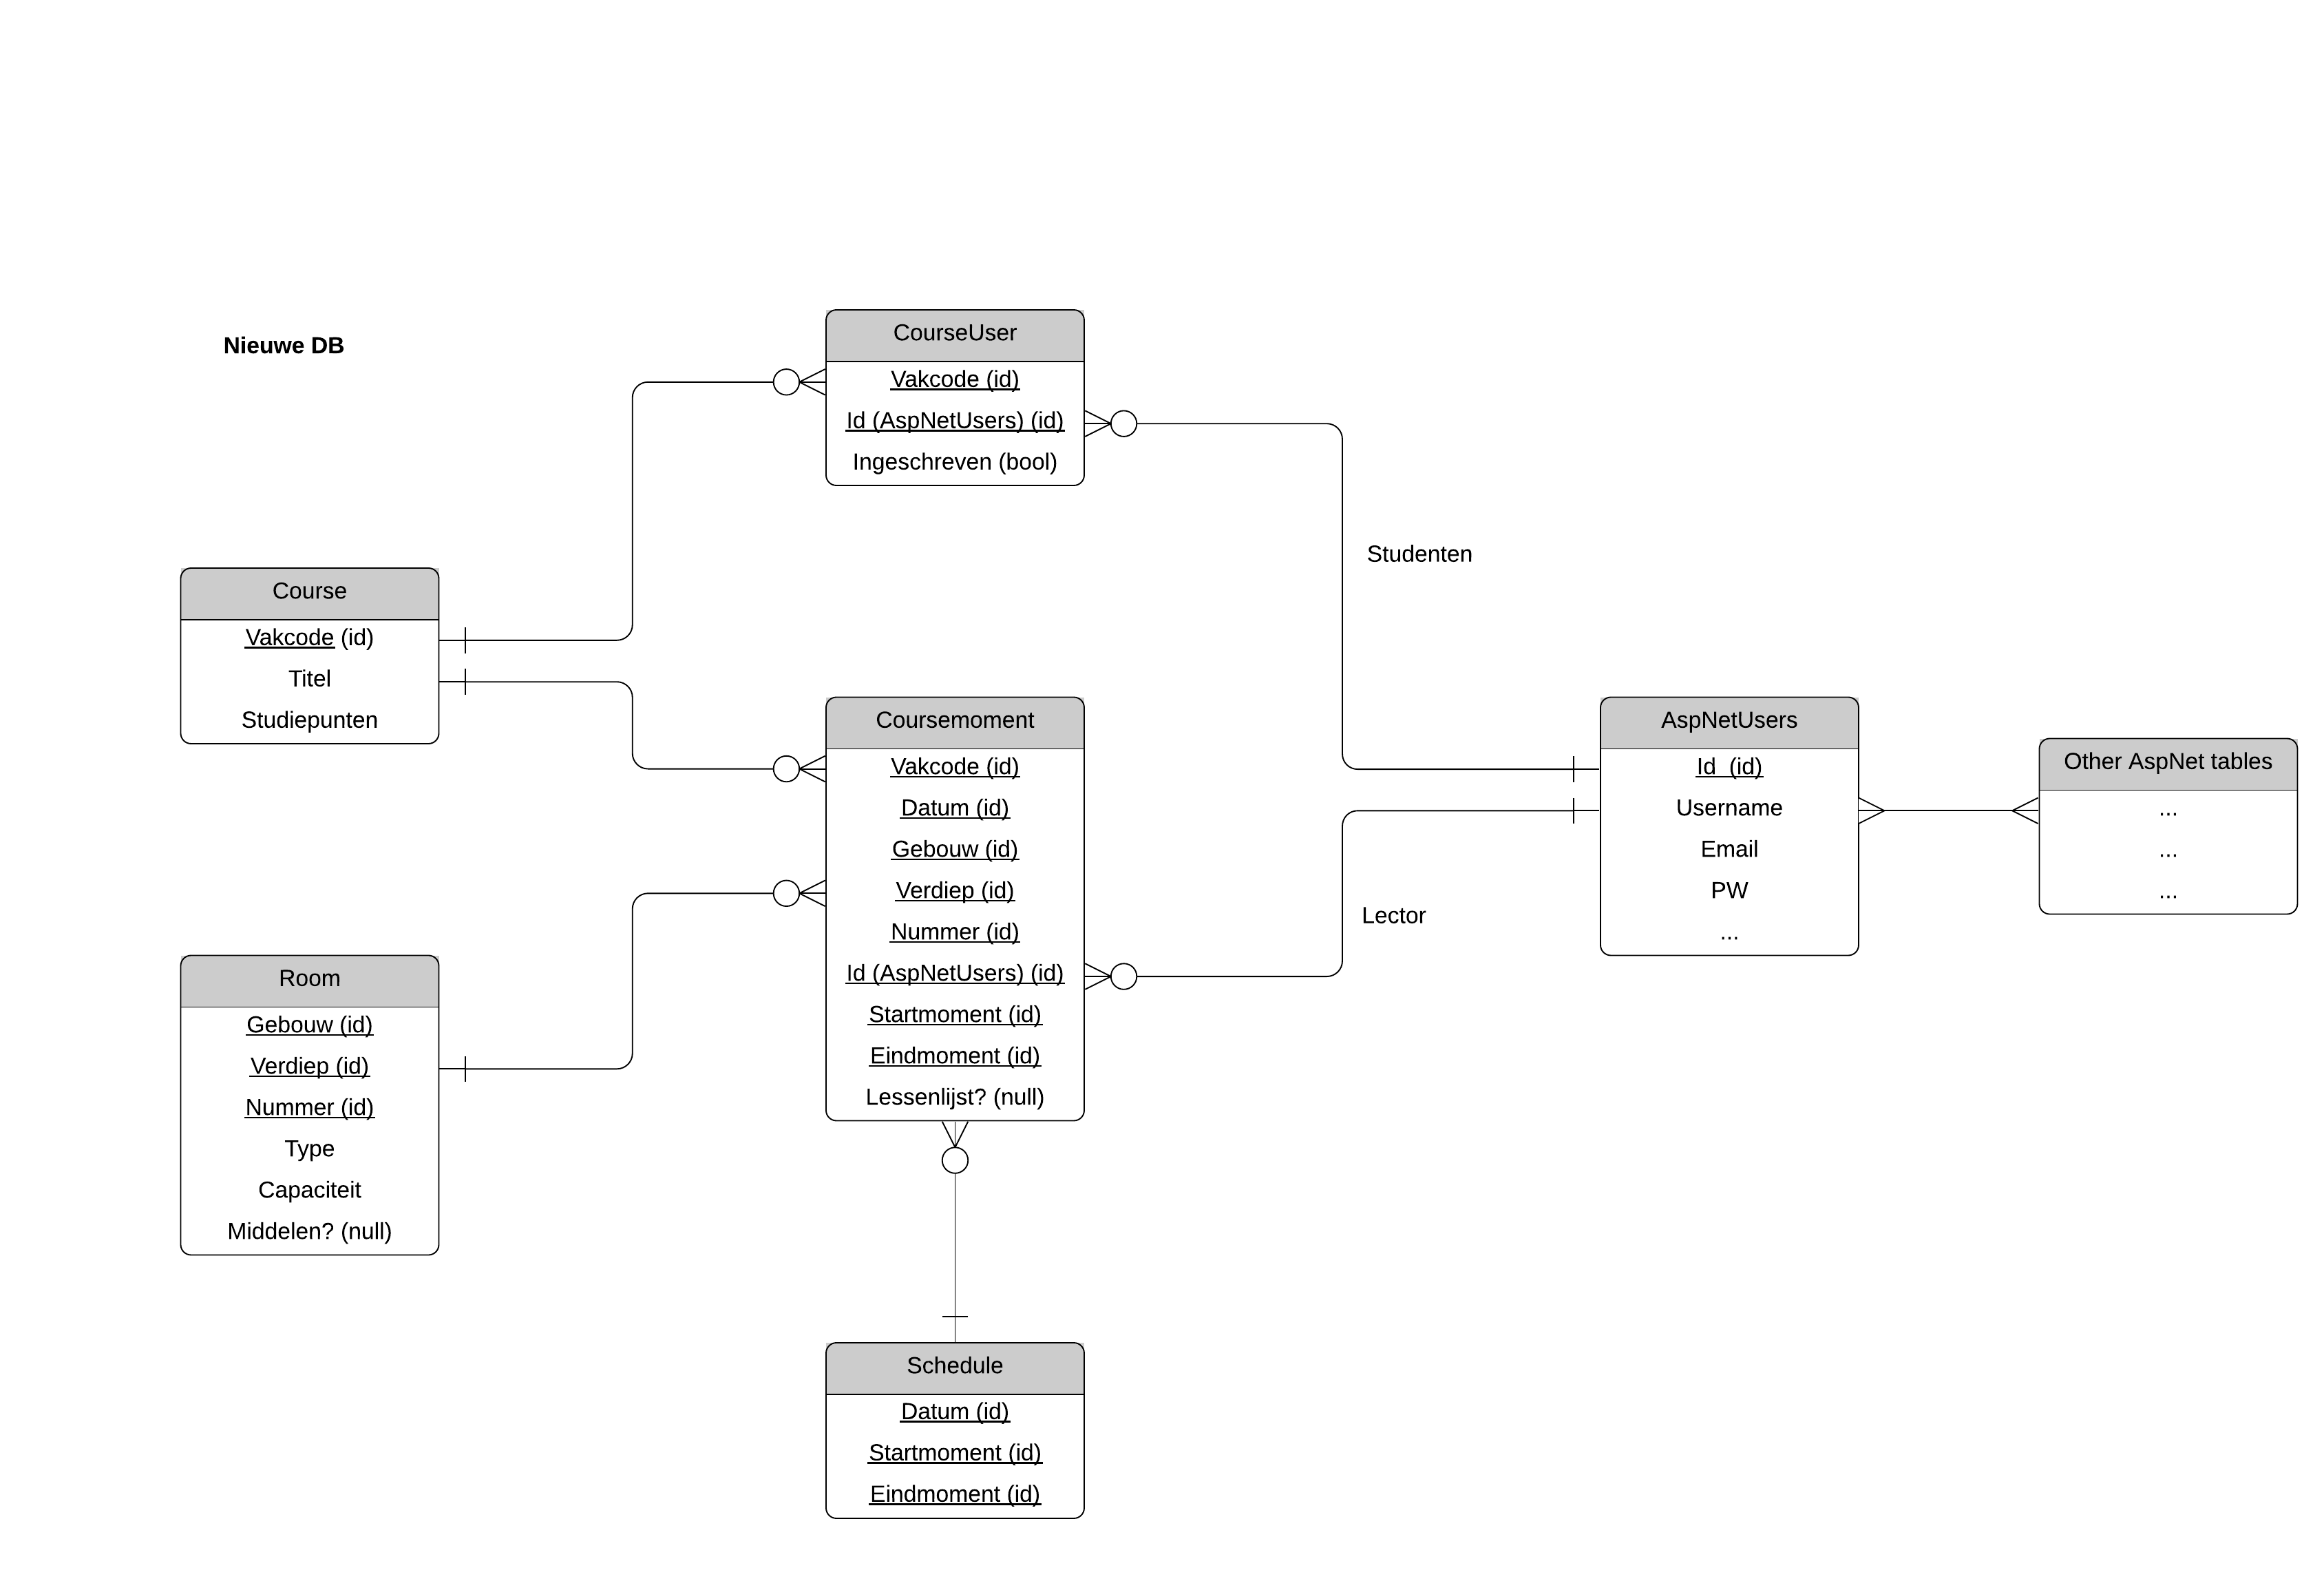 Nieuwe DB
CourseUser
Vakcode (id)
Id (AspNetUsers) (id)
Ingeschreven (bool)
Studenten
Course
Vakcode (id)
Titel
Studiepunten
Coursemoment
Vakcode (id)
Datum (id)
Gebouw (id)
Verdiep (id)
Nummer (id)
Id (AspNetUsers) (id)
Startmoment (id)
Eindmoment (id)
Lessenlijst? (null)
Lector
AspNetUsers
Id  (id)
Username
Email
PW
...
Other AspNet tables
...
...
...
Room
Gebouw (id)
Verdiep (id)
Nummer (id)
Type
Capaciteit
Middelen? (null)
Schedule
Datum (id)
Startmoment (id)
Eindmoment (id)